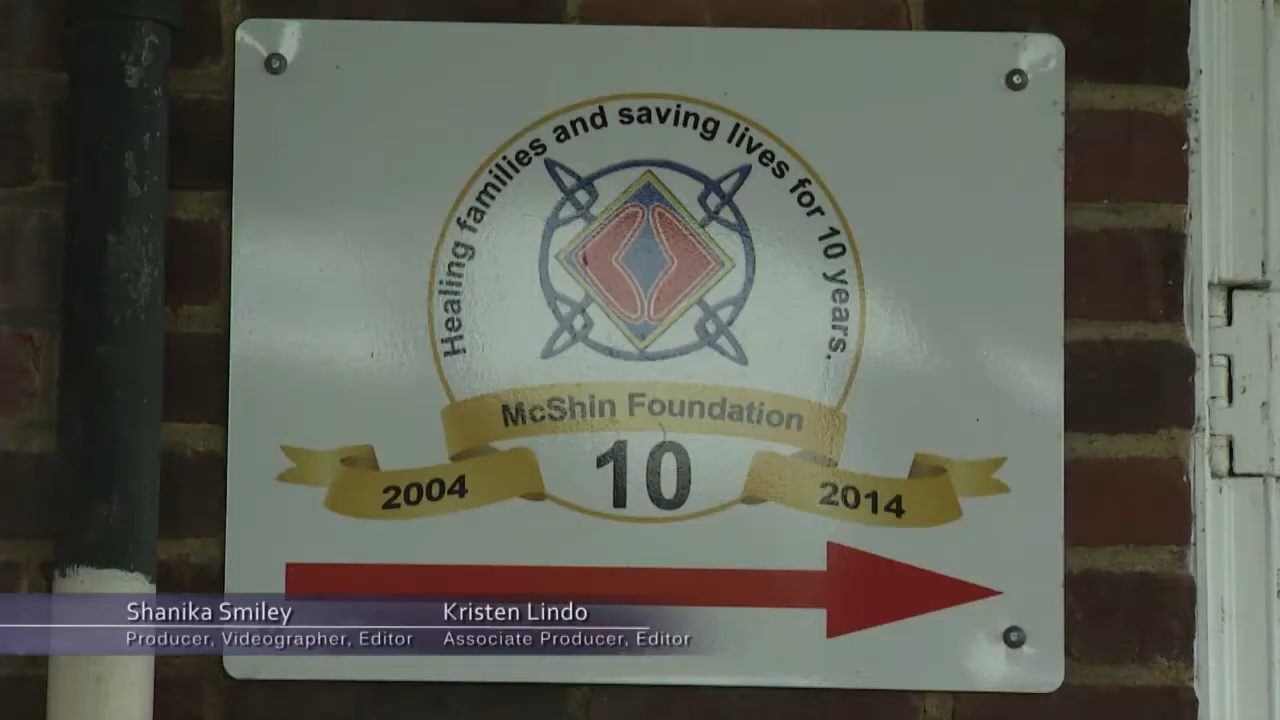 Healing families and saving lives for 10 years.
McShin Foundation
10
2004
2014
Shanika Smiley
Producer, Videographer, Editor
Kristen Lindo
Associate Producer, Editor